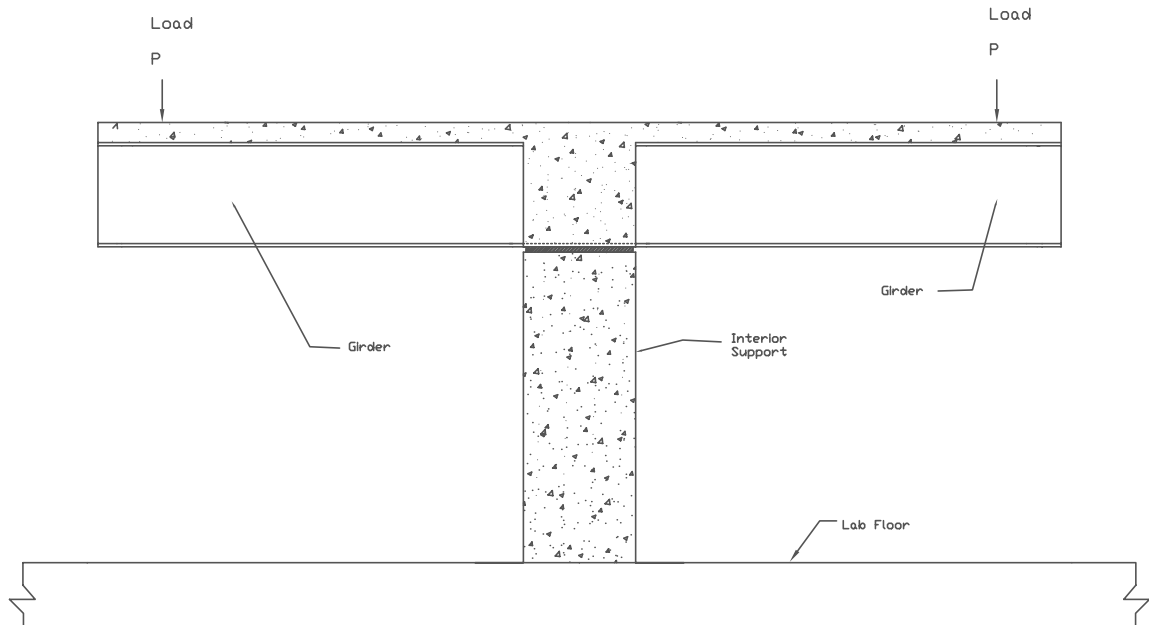 Load
P
Load
P
Girder
Girder
Interior
Support
Lab Floor